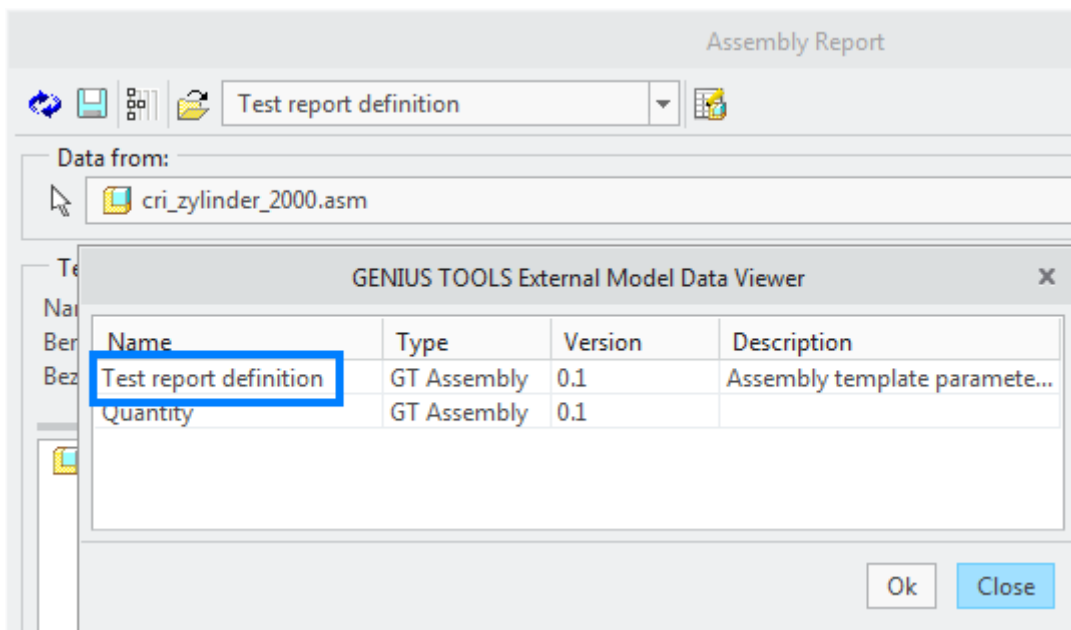 Assembly Report
Test report definition
Data from:
cri_zylinder_2000.asm
GENIUS TOOLS External Model Data Viewer
Name Type Version Description
Test report definition GT Assembly 0.1 Assembly template paramete...
Quantity GT Assembly 0.1
Ok Close